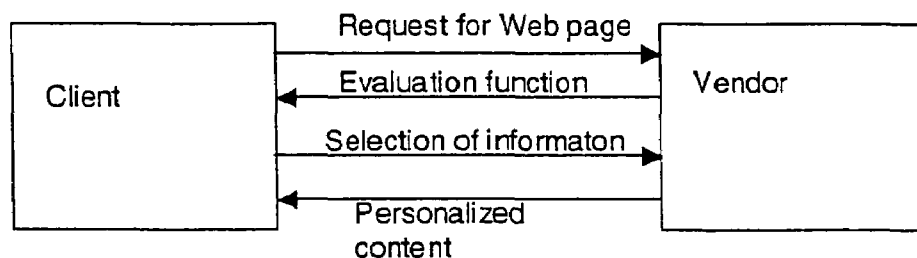 Request for Web page
Client
Evaluation function
Vendor
Selection of informaton
Personalized
content